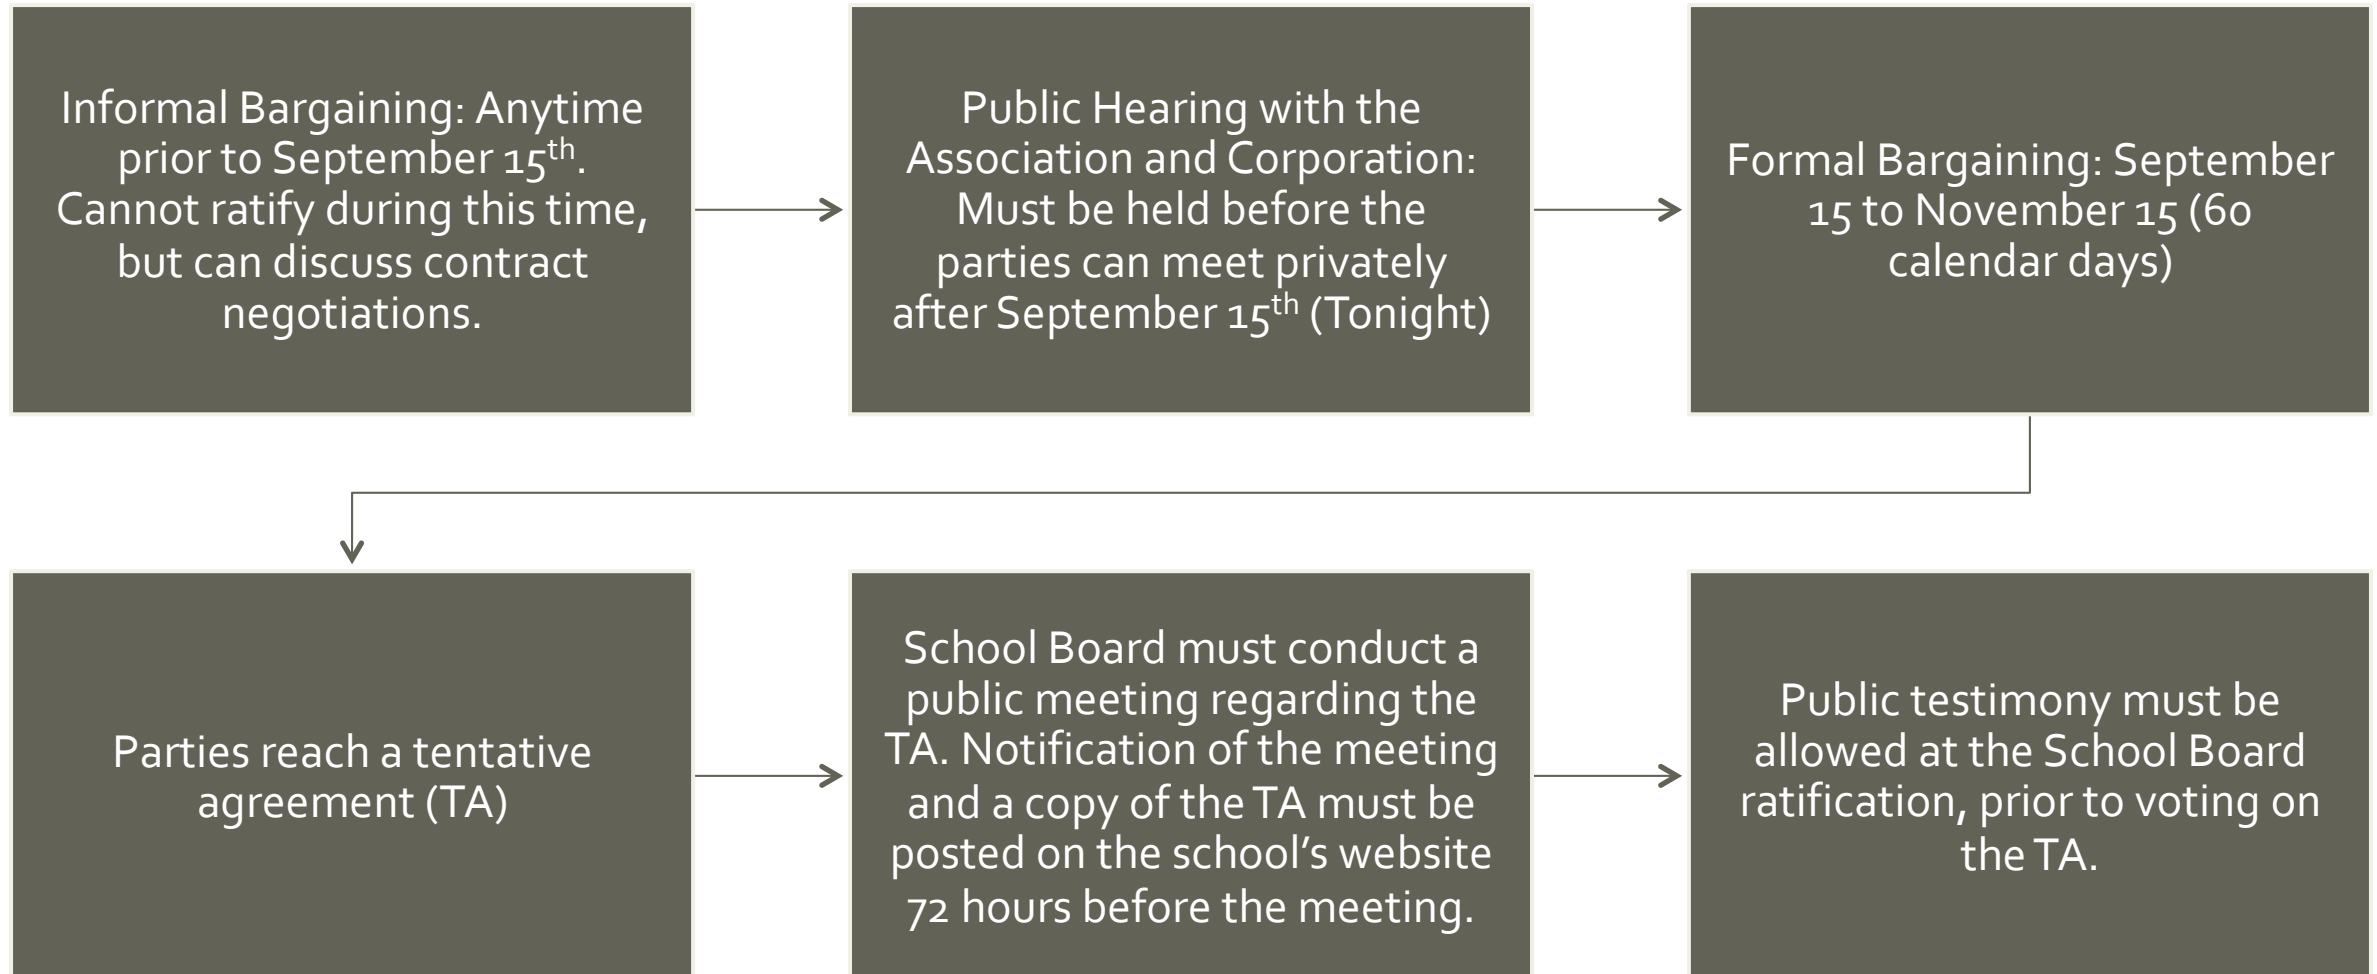 Informal Bargaining: Anytime
prior to September 15th.
Cannot ratify during this time,
but can discuss contract
negotiations.
Public Hearing with the
Association and Corporation:
Must be held before the
parties can meet privately
after September 15th (Tonight)
Formal Bargaining: September
15 to November 15 (60
calendar days)
Parties reach a tentative
agreement (TA)
School Board must conduct a
public meeting regarding the
TA. Notification of the meeting
and a copy of the TA must be
posted on the school’s website
72 hours before the meeting.
Public testimony must be
allowed at the School Board
ratification, prior to voting on
the TA.